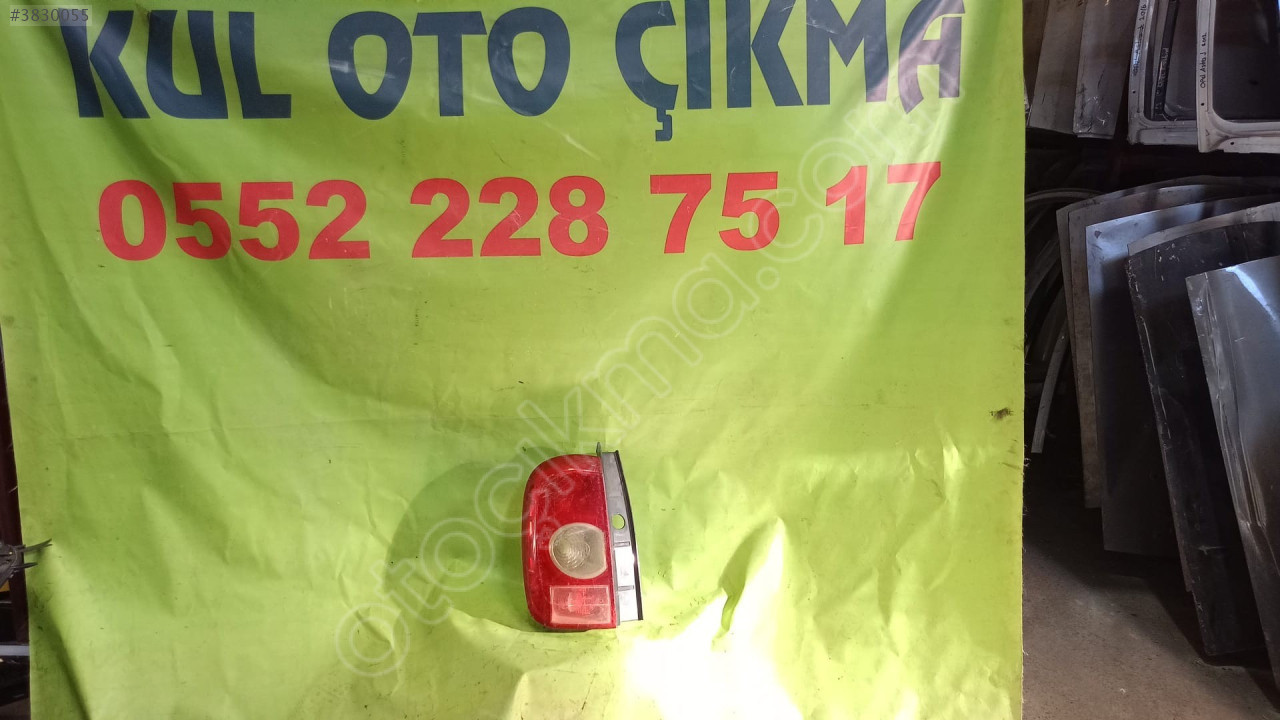 #3830055
KUL OTO ÇIKMA
0552 228 75 17
otocikma.com